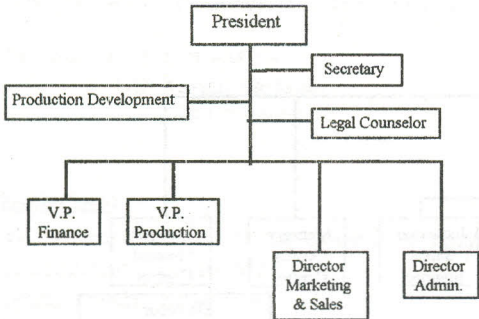 President
Secretary
Production Development
Legal Counselor
V.P.
Finance
V.P.
Production
Director
Marketing
& Sales
Director
Admin.